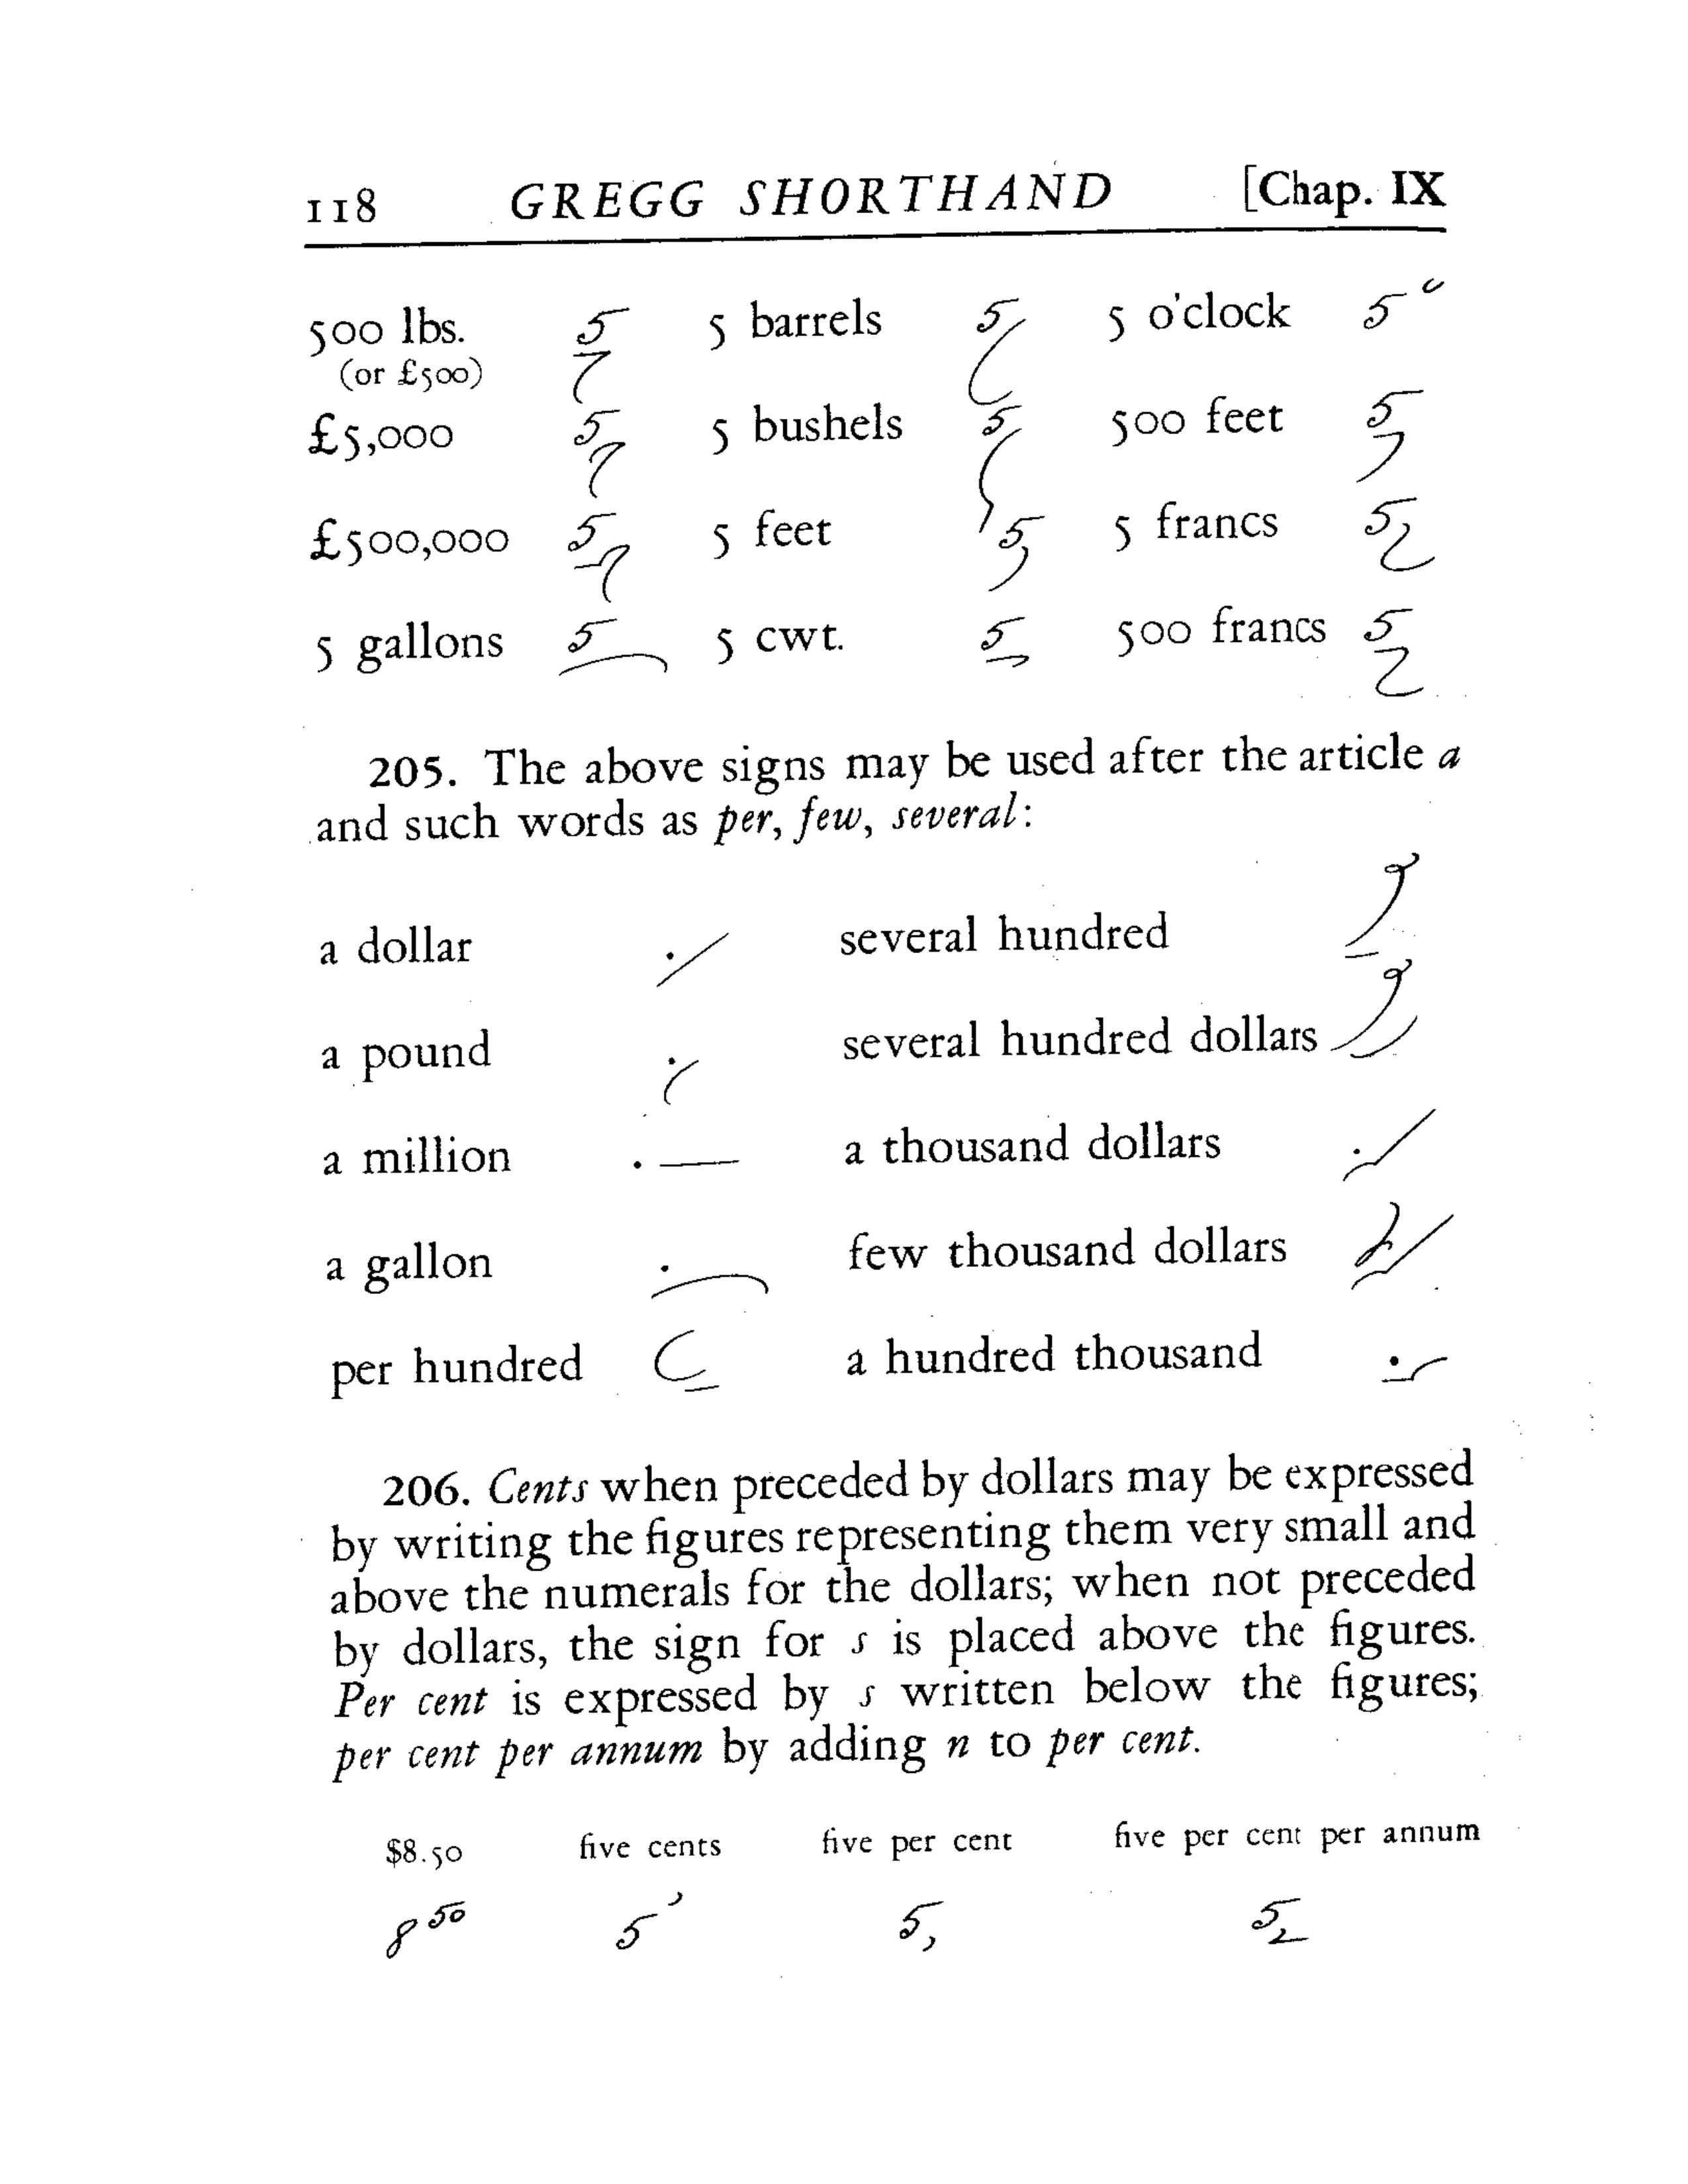 118 GREGG SHORTHAND [Chap. IX
500 lbs. 5 barrels 5 o'clock
(or £500)
£5,000 5 bushels 500 feet
£500,000 5 feet 5 francs
5 gallons 5 cwt. 500 francs
205. The above signs may be used after the article a
and such words as per, few, several:
a dollar several hundred
a pound several hundred dollars
a million a thousand dollars
a gallon few thousand dollars
per hundred a hundred thousand
206. Cents when preceded by dollars may be expressed
by writing the figures representing them very small and
above the numerals for the dollars; when not preceded
by dollars, the sign for s is placed above the figures.
Per cent is expressed by s written below the figures;
per cent per annum by adding n to per cent.
$8.50 five cents five per cent five per cent per annum
8 50 5 5 5